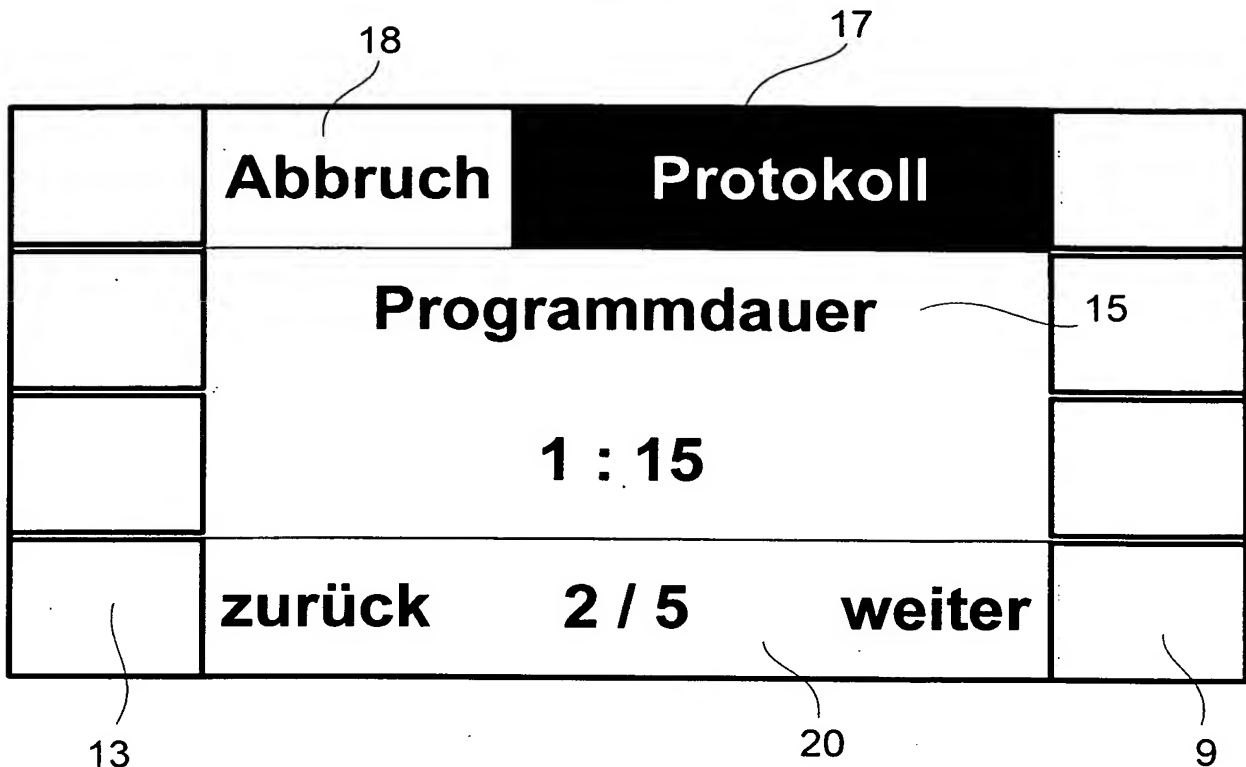 18 17
Abbruch Protokoll
Programmdauer 15
1 : 15
zurück 2 / 5 weiter
13 20 9